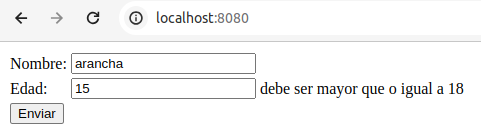 localhost:8080
Nombre: arancha
Edad: 15 debe ser mayor que o igual a 18
Enviar